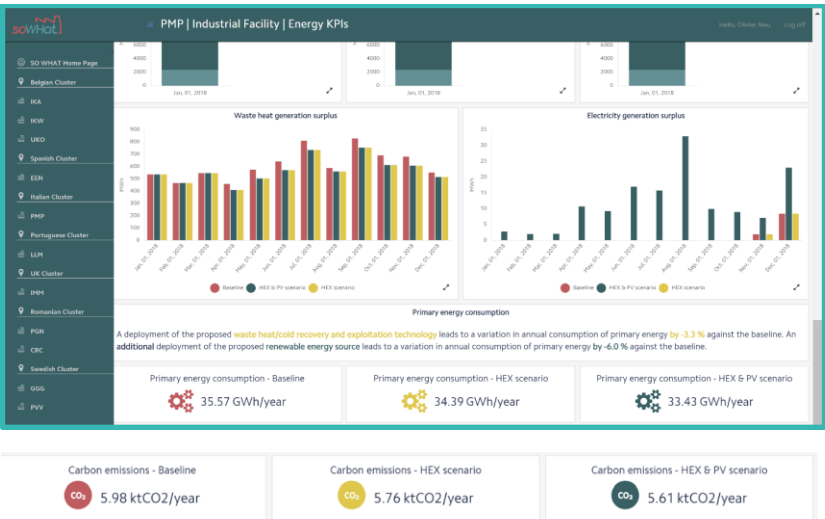 soWHat
PMP | Industrial Facility | Energy KPIs
Hello, Olivier Neu Log off
SO WHAT Home Page
Belgian Cluster
IKA
IKW
UKO
Spanish Cluster
EEN
Italian Cluster
PMP
Portuguese Cluster
LLM
UK Cluster
IMM
Romanian Cluster
PGN
CRC
Swedish Cluster
GGG
PVV
6000
4000
2000
0
Jan, 01, 2018
6000
4000
2000
0
Jan, 01, 2018
6000
4000
2000
0
Jan, 01, 2018
Waste heat generation surplus
MWh
900
800
700
600
500
400
300
200
100
0
Jan, 01, 2018
Feb, 01, 2018
Mar, 01, 2018
Apr, 01, 2018
May, 01, 2018
Jun, 01, 2018
Jul, 01, 2018
Aug, 01, 2018
Sep, 01, 2018
Oct, 01, 2018
Nov, 01, 2018
Dec, 01, 2018
Baseline HEX & PV scenario HEX scenario
Electricity generation surplus
MWh
35
30
25
20
15
10
5
0
Jan, 01, 2018
Feb, 01, 2018
Mar, 01, 2018
Apr, 01, 2018
May, 01, 2018
Jun, 01, 2018
Jul, 01, 2018
Aug, 01, 2018
Sep, 01, 2018
Oct, 01, 2018
Nov, 01, 2018
Dec, 01, 2018
Baseline HEX & PV scenario HEX scenario
Primary energy consumption
A deployment of the proposed waste heat/cold recovery and exploitation technology leads to a variation in annual consumption of primary energy by -3.3 % against the baseline. An
additional deployment of the proposed renewable energy source leads to a variation in annual consumption of primary energy by -6.0 % against the baseline.
Primary energy consumption - Baseline
35.57 GWh/year
Primary energy consumption - HEX scenario
34.39 GWh/year
Primary energy consumption - HEX & PV scenario
33.43 GWh/year
Carbon emissions - Baseline
CO₂ 5.98 ktCO2/year
Carbon emissions - HEX scenario
CO₂ 5.76 ktCO2/year
Carbon emissions - HEX & PV scenario
CO₂ 5.61 ktCO2/year